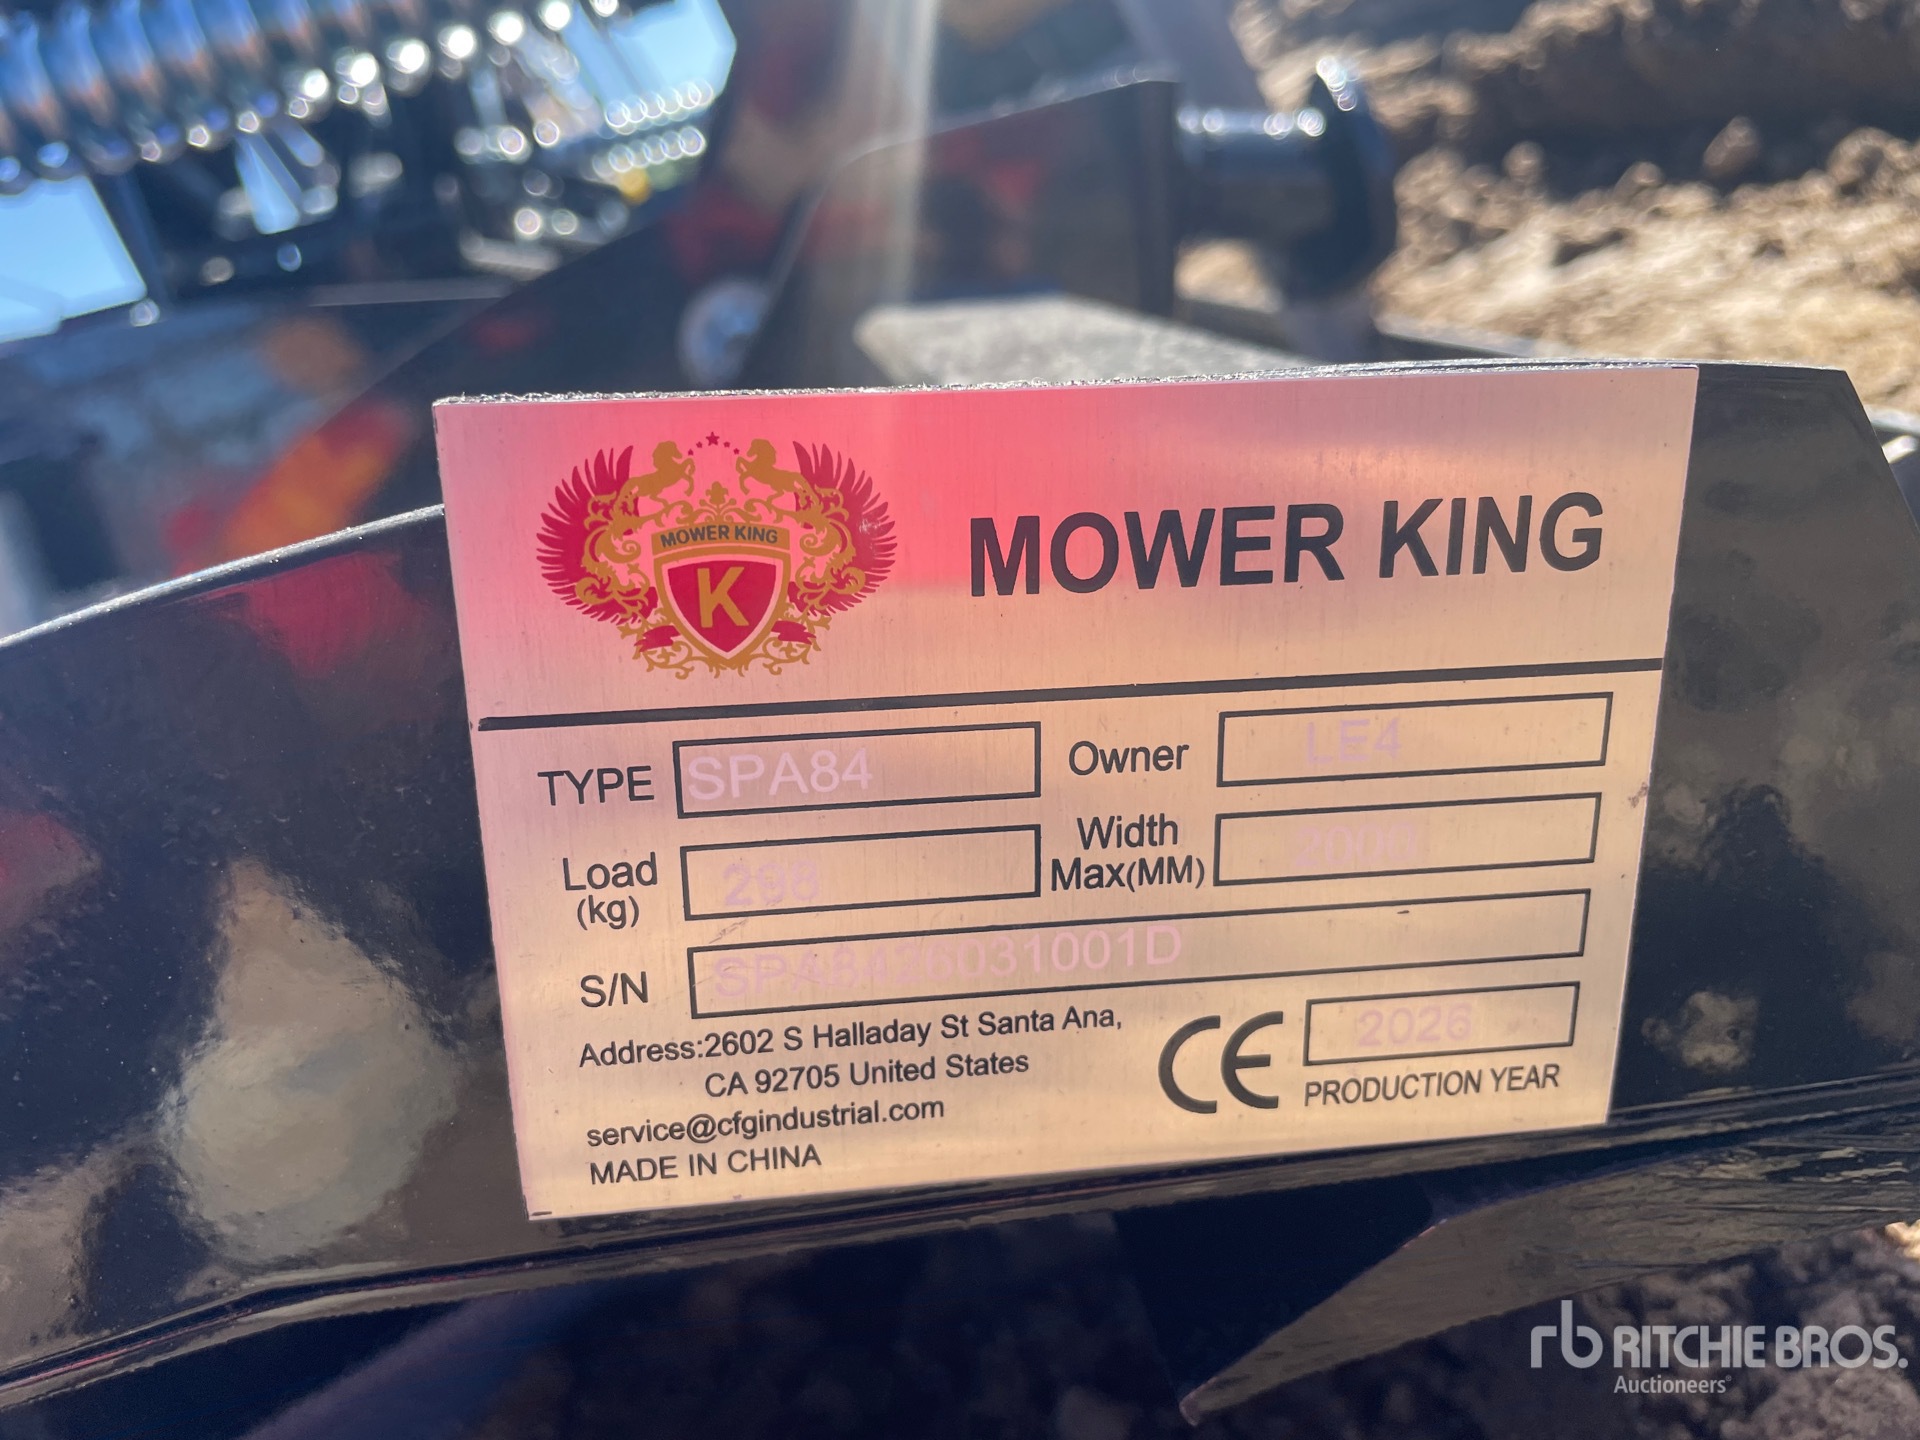 MOWER KING
K
MOWER KING
TYPE SPA84 Owner LE4
Load (kg) 298 Width Max(MM) 2000
S/N SPA8426031001D
Address:2602 S Halladay St Santa Ana,
CA 92705 United States
service@cfgindustrial.com
MADE IN CHINA
CE 2026
PRODUCTION YEAR
rb RITCHIE BROS.
Auctioneers®